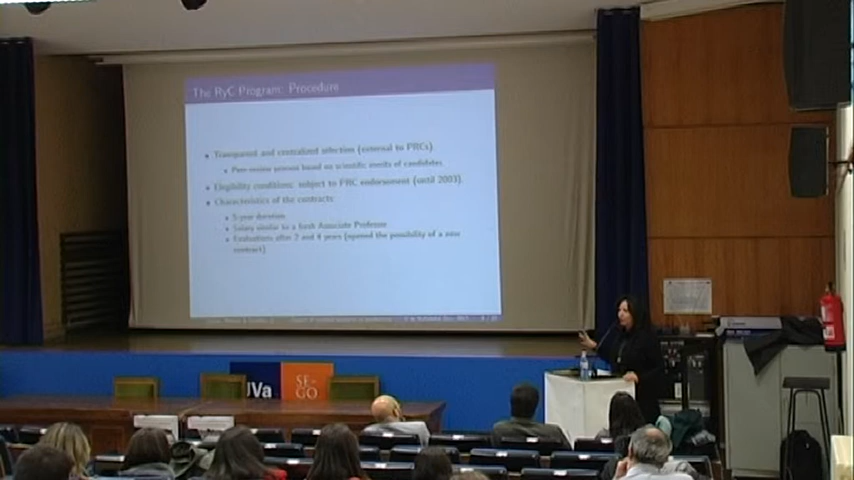 The RyC Program: Procedure
Transparent and centralized selection (external to PRCs)
Peer-review process based on scientific merits of candidates.
Eligibility conditions: subject to PRC endorsement (until 2003).
Characteristics of the contracts:
5-year duration
Salary similar to a fresh Associate Professor
Evaluations after 2 and 4 years (opened the possibility of a new
contract)
UVa
SE-
GO